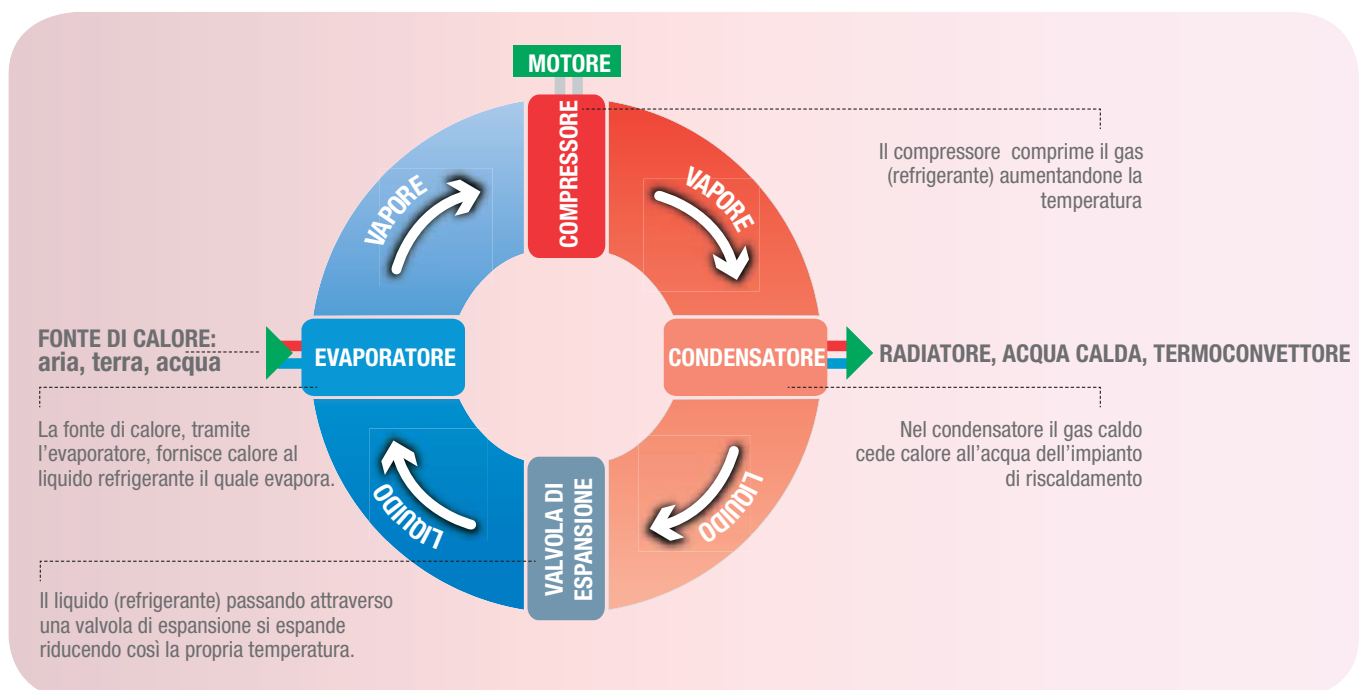 MOTORE
COMPRESSORE
VAPORE
VAPORE
Il compressore comprime il gas
(refrigerante) aumentandone la
temperatura
FONTE DI CALORE:
aria, terra, acqua
EVAPORATORE
CONDENSATORE
RADIATORE, ACQUA CALDA, TERMOCONVETTORE
La fonte di calore, tramite
l'evaporatore, fornisce calore al
liquido refrigerante il quale evapora.
Nel condensatore il gas caldo
cede calore all'acqua dell'impianto
di riscaldamento
LIQUIDO
LIQUIDO
VALVOLA DI
ESPANSIONE
Il liquido (refrigerante) passando attraverso
una valvola di espansione si espande
riducendo così la propria temperatura.